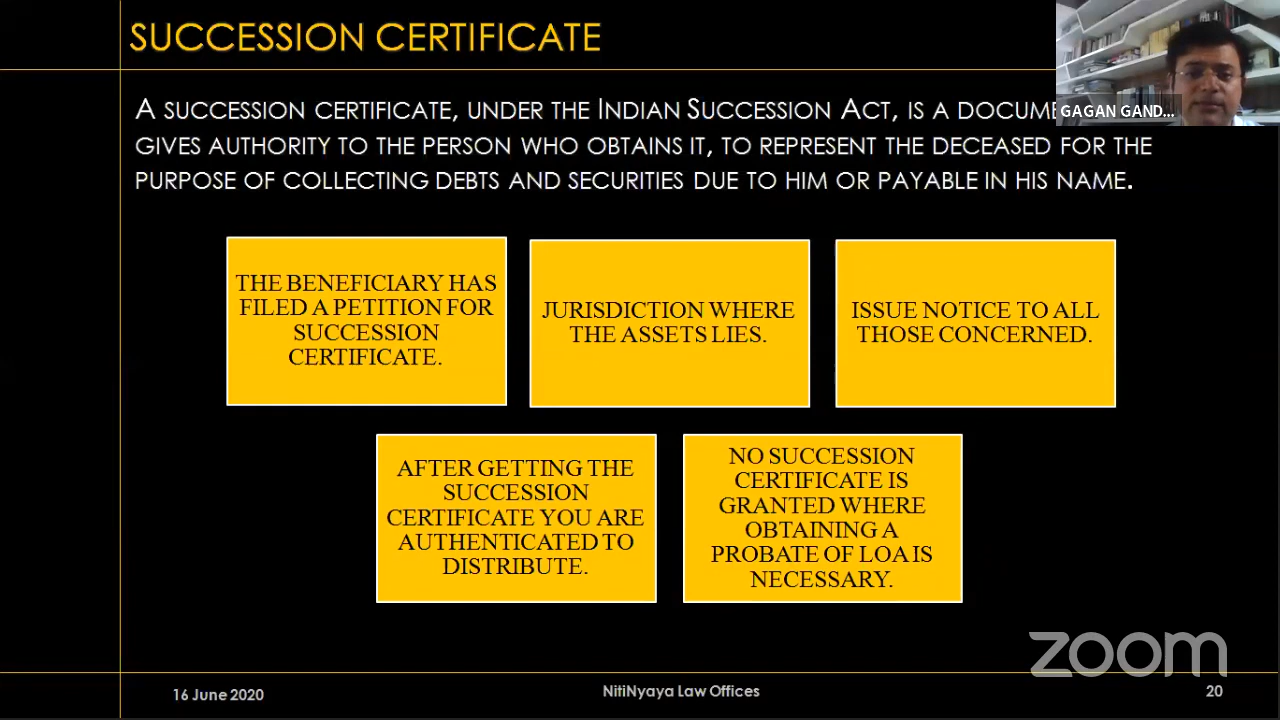 SUCCESSION CERTIFICATE
A SUCCESSION CERTIFICATE, UNDER THE INDIAN SUCCESSION ACT, IS A DOCUME
GAGAN GAND...
GIVES AUTHORITY TO THE PERSON WHO OBTAINS IT, TO REPRESENT THE DECEASED FOR THE
PURPOSE OF COLLECTING DEBTS AND SECURITIES DUE TO HIM OR PAYABLE IN HIS NAME.
THE BENEFICIARY HAS
FILED A PETITION FOR
SUCCESSION
CERTIFICATE.
JURISDICTION WHERE
THE ASSETS LIES.
ISSUE NOTICE TO ALL
THOSE CONCERNED.
AFTER GETTING THE
SUCCESSION
CERTIFICATE YOU ARE
AUTHENTICATED TO
DISTRIBUTE.
NO SUCCESSION
CERTIFICATE IS
GRANTED WHERE
OBTAINING A
PROBATE OF LOA IS
NECESSARY.
zoom
16 June 2020
NitiNyaya Law Offices
20